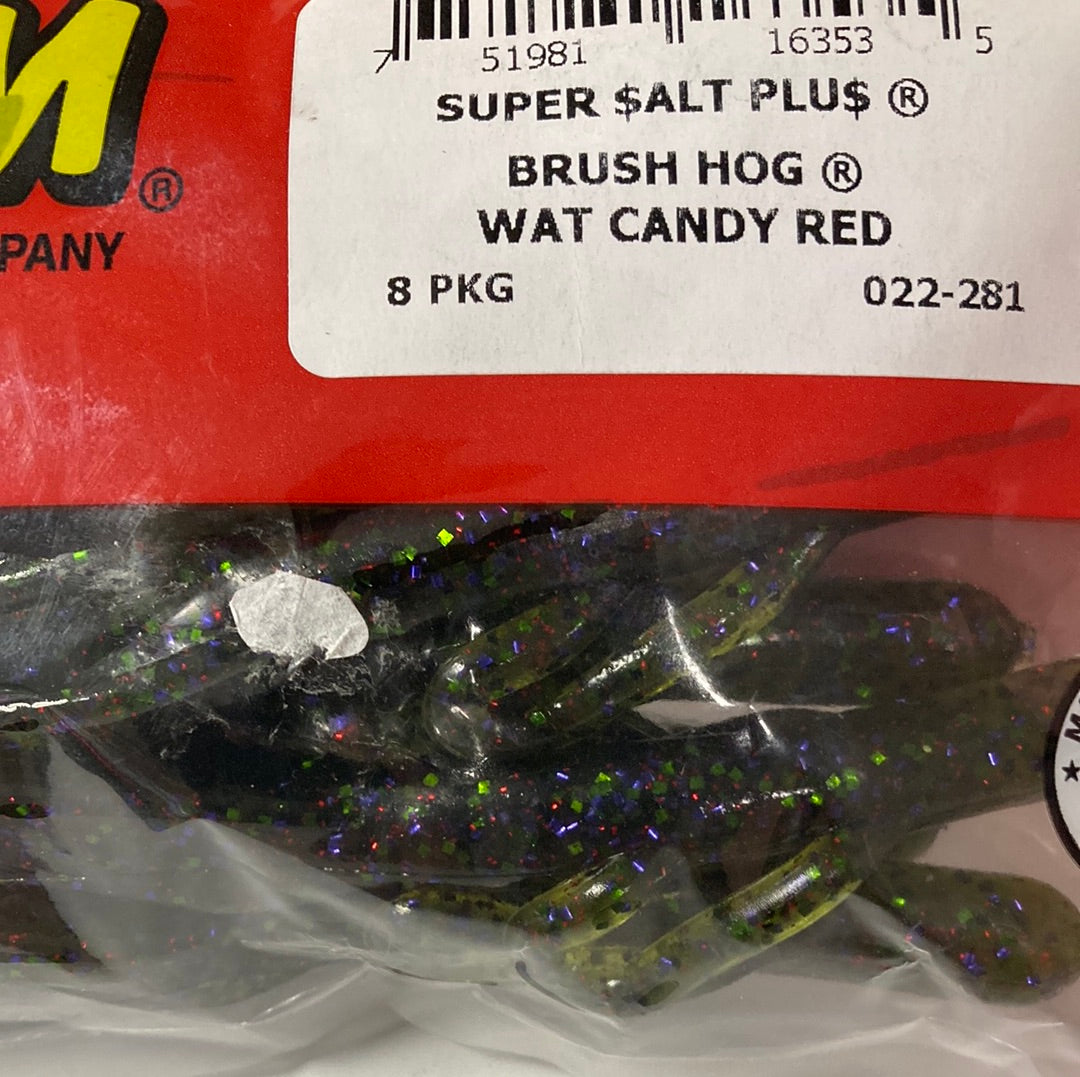 M®
PANY
51981 16353 5
SUPER $ALT PLU$ ®
BRUSH HOG ®
WAT CANDY RED
8 PKG 022-281
★ M